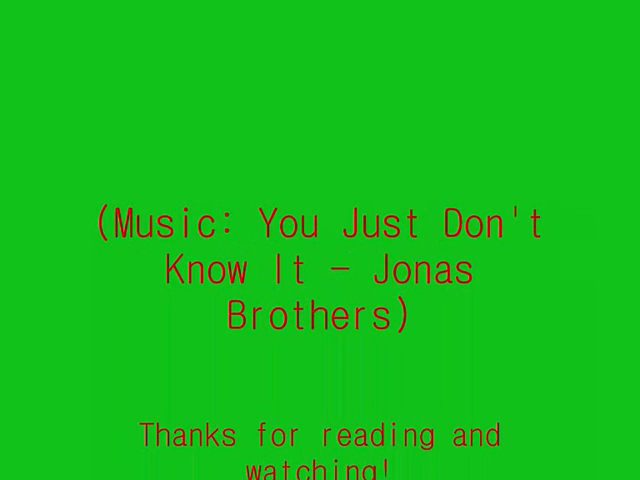 (Music: You Just Don't
Know It - Jonas
Brothers)
Thanks for reading and
watching!